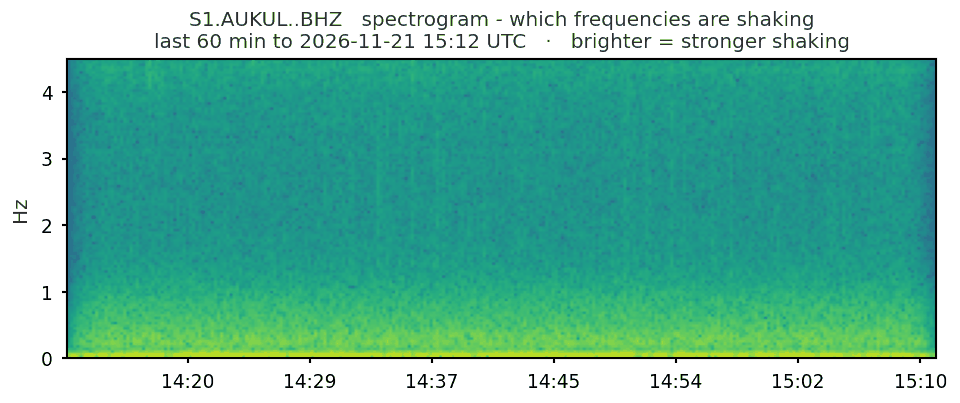 S1.AUKUL..BHZ   spectrogram - which frequencies are shaking
last 60 min to 2026-11-21 15:12 UTC   ·   brighter = stronger shaking
4
3
2
1
0
Hz
14:20 14:29 14:37 14:45 14:54 15:02 15:10